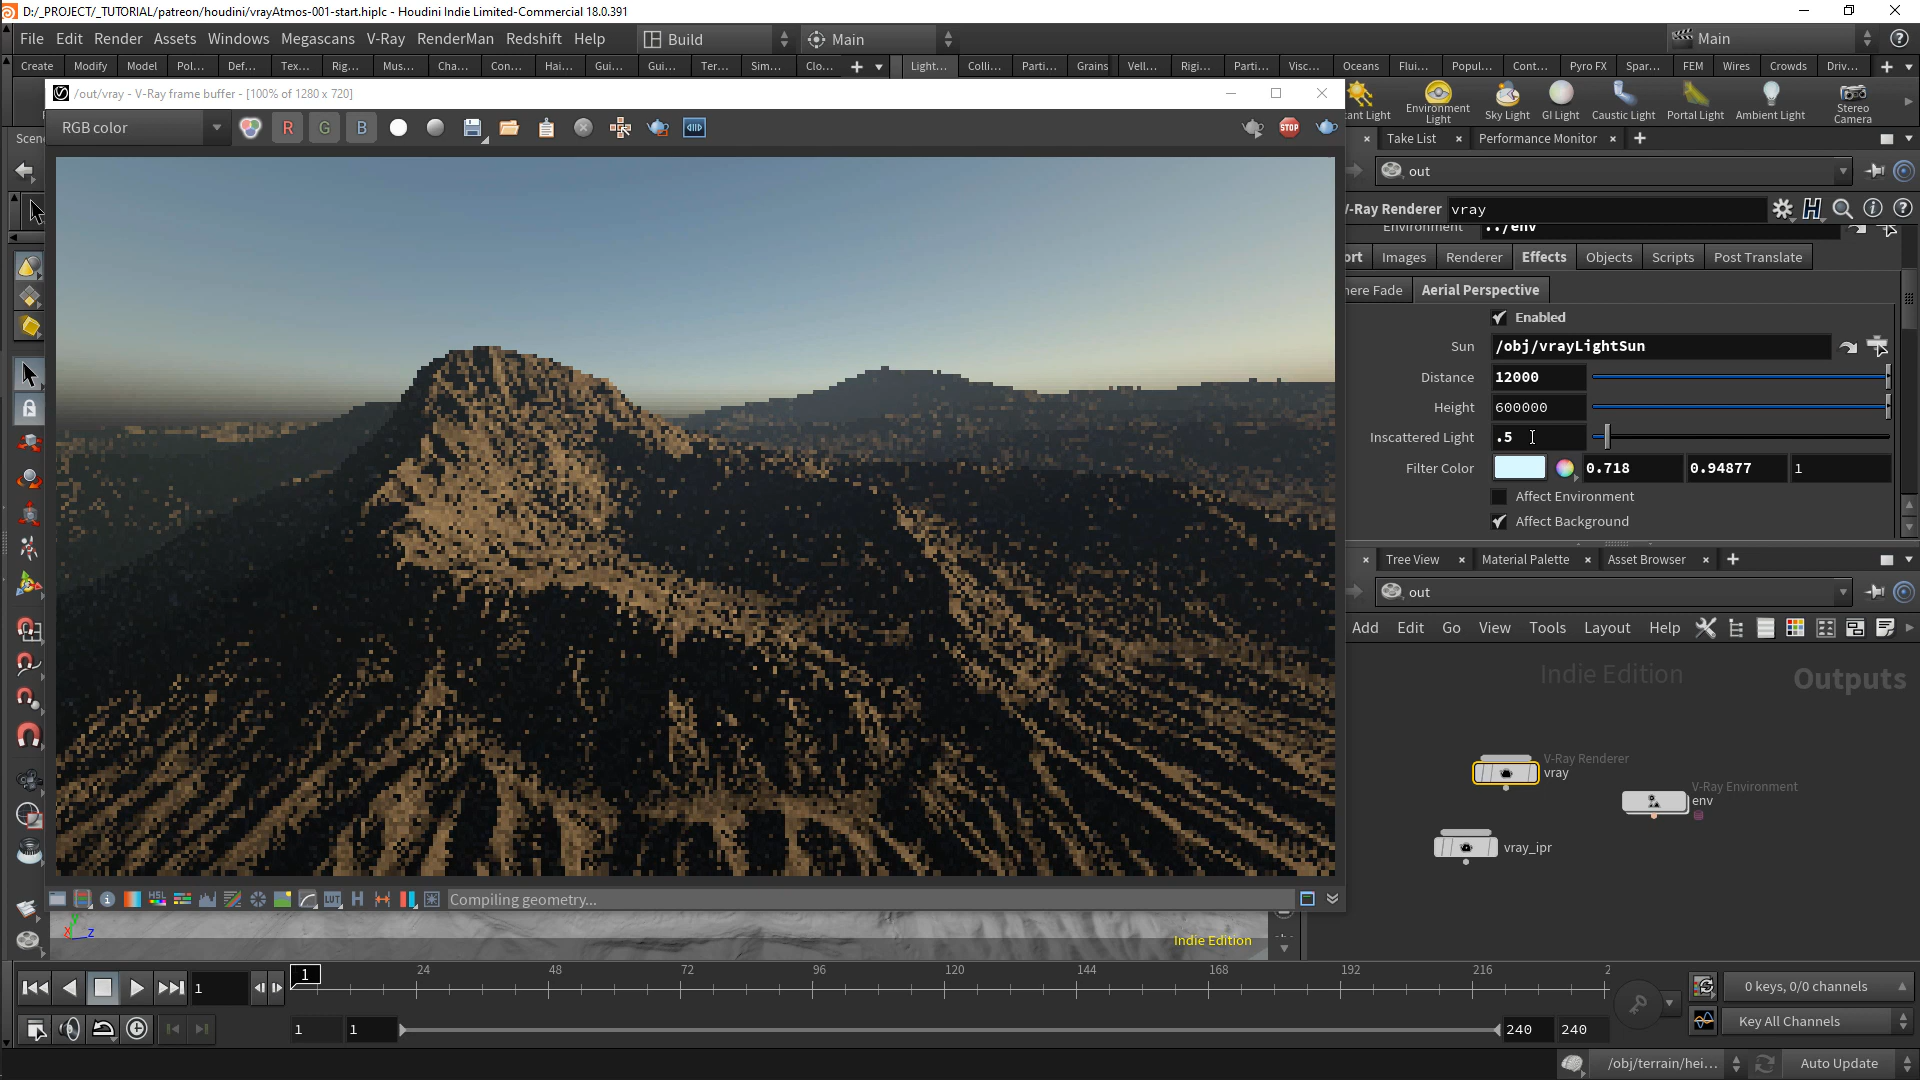 D:/_PROJECT/_TUTORIAL/patreon/houdini/vrayAtmos-001-start.hiplc - Houdini Indie Limited-Commercial 18.0.391
File Edit Render Assets Windows Megascans V-Ray RenderMan Redshift Help Build Main Main
Create Modify Model Pol... Def... Tex... Rig... Mus... Cha... Con... Hai... Gui... Gui... Ter... Sim... Clo... Light... Colli... Parti... Grains Vell... Rigi... Parti... Visc... Oceans Flui... Popul... Cont... Pyro FX Spar... FEM Wires Crowds Driv...
/out/vray - V-Ray frame buffer - [100% of 1280 x 720]
RGB color R G B STOP
Environment Light Sky Light GI Light Caustic Light Portal Light Ambient Light Stereo Camera
Take List Performance Monitor
out
V-Ray Renderer vray
Environment ../env
ort Images Renderer Effects Objects Scripts Post Translate
here Fade Aerial Perspective
Enabled
Sun /obj/vrayLightSun
Distance 12000
Height 600000
Inscattered Light .5
Filter Color 0.718 0.94877 1
Affect Environment
Affect Background
Tree View Material Palette Asset Browser
out
Add Edit Go View Tools Layout Help
Indie Edition Outputs
V-Ray Renderer
vray
V-Ray Environment
env
vray_ipr
HSL LUT H Compiling geometry...
Y X Z
Indie Edition
1 24 48 72 96 120 144 168 192 216 2
1
0 keys, 0/0 channels
1 1 240 240
Key All Channels
/obj/terrain/hei... Auto Update